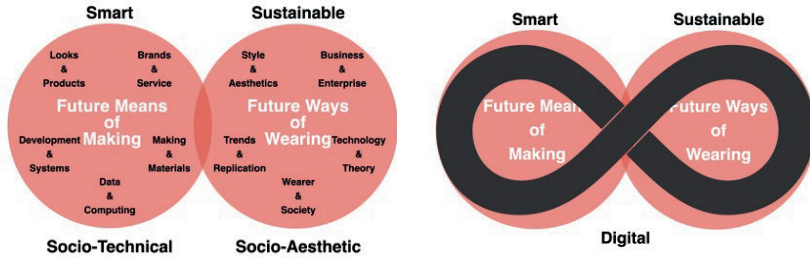 Smart
Sustainable
Looks
&
Products
Brands
&
Service
Style
&
Aesthetics
Business
&
Enterprise
Future Means
of
Making
Future Ways
of
Wearing
Development
&
Systems
Making
&
Materials
Trends
&
Replication
Technology
&
Theory
Data
&
Computing
Wearer
&
Society
Socio-Technical
Socio-Aesthetic
Smart
Sustainable
Future Mean
of
Making
Future Ways
of
Wearing
Digital